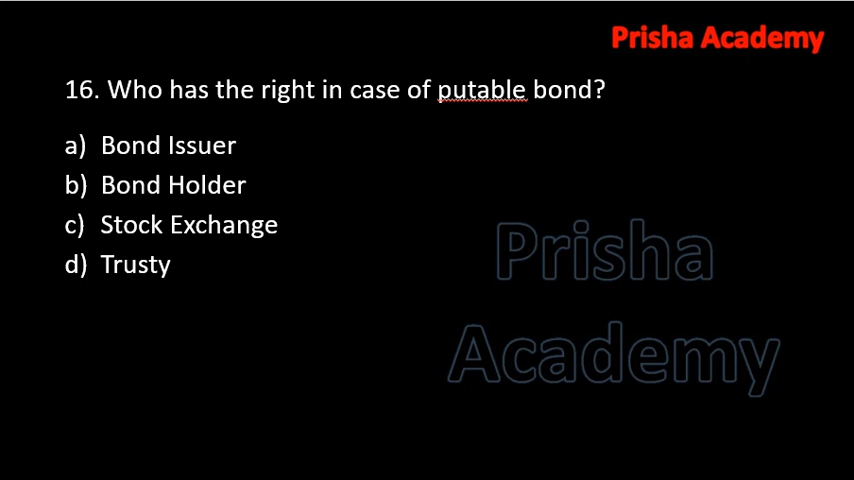 Prisha Academy
16. Who has the right in case of putable bond?
a) Bond Issuer
b) Bond Holder
c) Stock Exchange
d) Trusty
Prisha
Academy